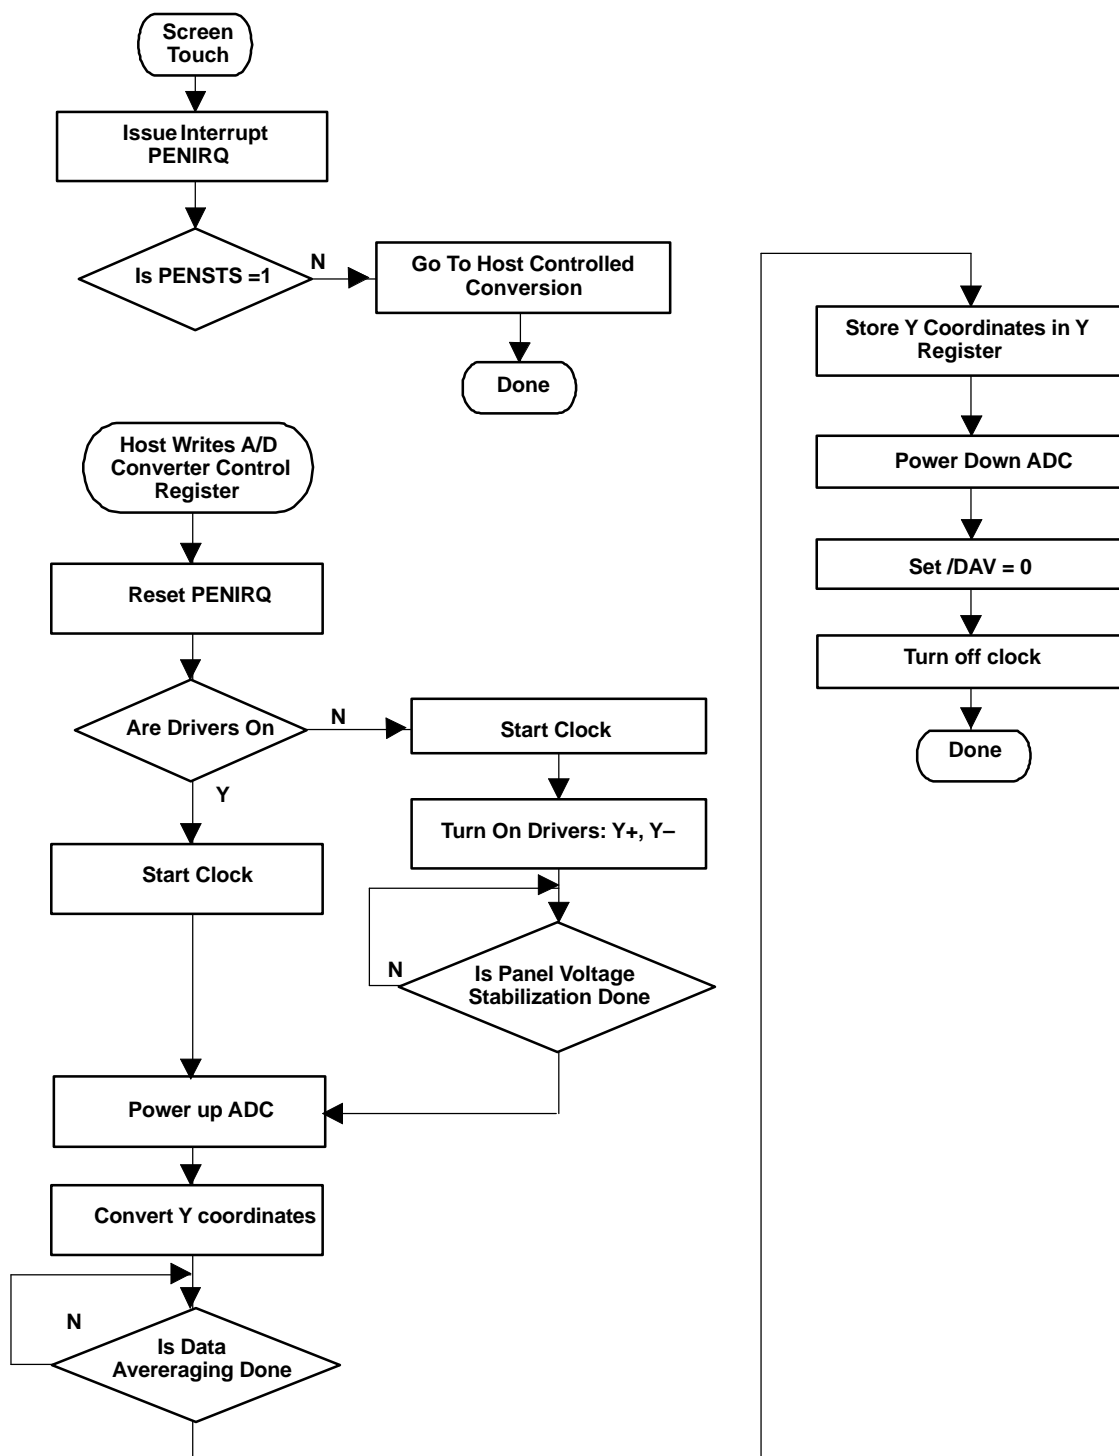 Screen
Touch
Issue Interrupt
PENIRQ
Is PENSTS =1
N
Go To Host Controlled
Conversion
Done
Host Writes A/D
Converter Control
Register
Reset PENIRQ
Are Drivers On
N
Start Clock
Y
Turn On Drivers: Y+, Y–
Start Clock
N
Is Panel Voltage
Stabilization Done
Power up ADC
Convert Y coordinates
N
Is Data
Avereraging Done
Store Y Coordinates in Y
Register
Power Down ADC
Set /DAV = 0
Turn off clock
Done